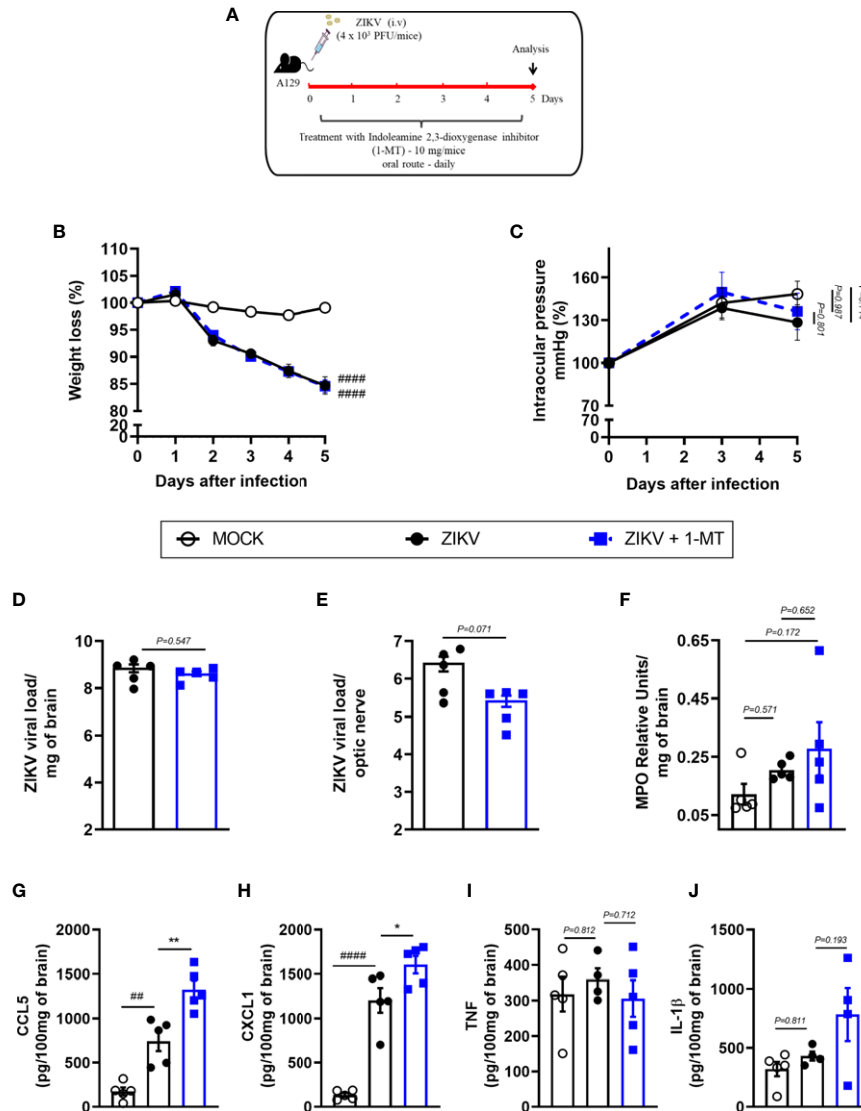 A
ZIKV (i.v)
(4 x 10³ PFU/mice)
Analysis
A129
0 1 2 3 4 5 Days
Treatment with Indoleamine 2,3-dioxygenase inhibitor
(1-MT) - 10 mg/mice
oral route - daily
B
Weight loss (%)
110
105
100
95
90
85
80
20
0
0 1 2 3 4 5
Days after infection
####
####
C
Intraocular pressure
mmHg (%)
160
130
100
70
70
0
0 1 2 3 4 5
Days after infection
P=0.801
P=0.987
MOCK
ZIKV
ZIKV + 1-MT
D
ZIKV viral load/
mg of brain
10
8
6
4
2
P=0.547
E
ZIKV viral load/
optic nerve
7
6
5
4
3
2
P=0.071
F
MPO Relative Units/
mg of brain
0.65
0.45
0.25
0.05
P=0.652
P=0.172
P=0.571
G
CCL5
(pg/100mg of brain)
2000
1500
1000
500
0
##
**
H
CXCL1
(pg/100mg of brain)
2000
1500
1000
500
0
####
*
I
TNF
(pg/100mg of brain)
500
400
300
200
100
0
P=0.812
P=0.712
J
IL-1β
(pg/100mg of brain)
1500
1000
500
0
P=0.193
P=0.811